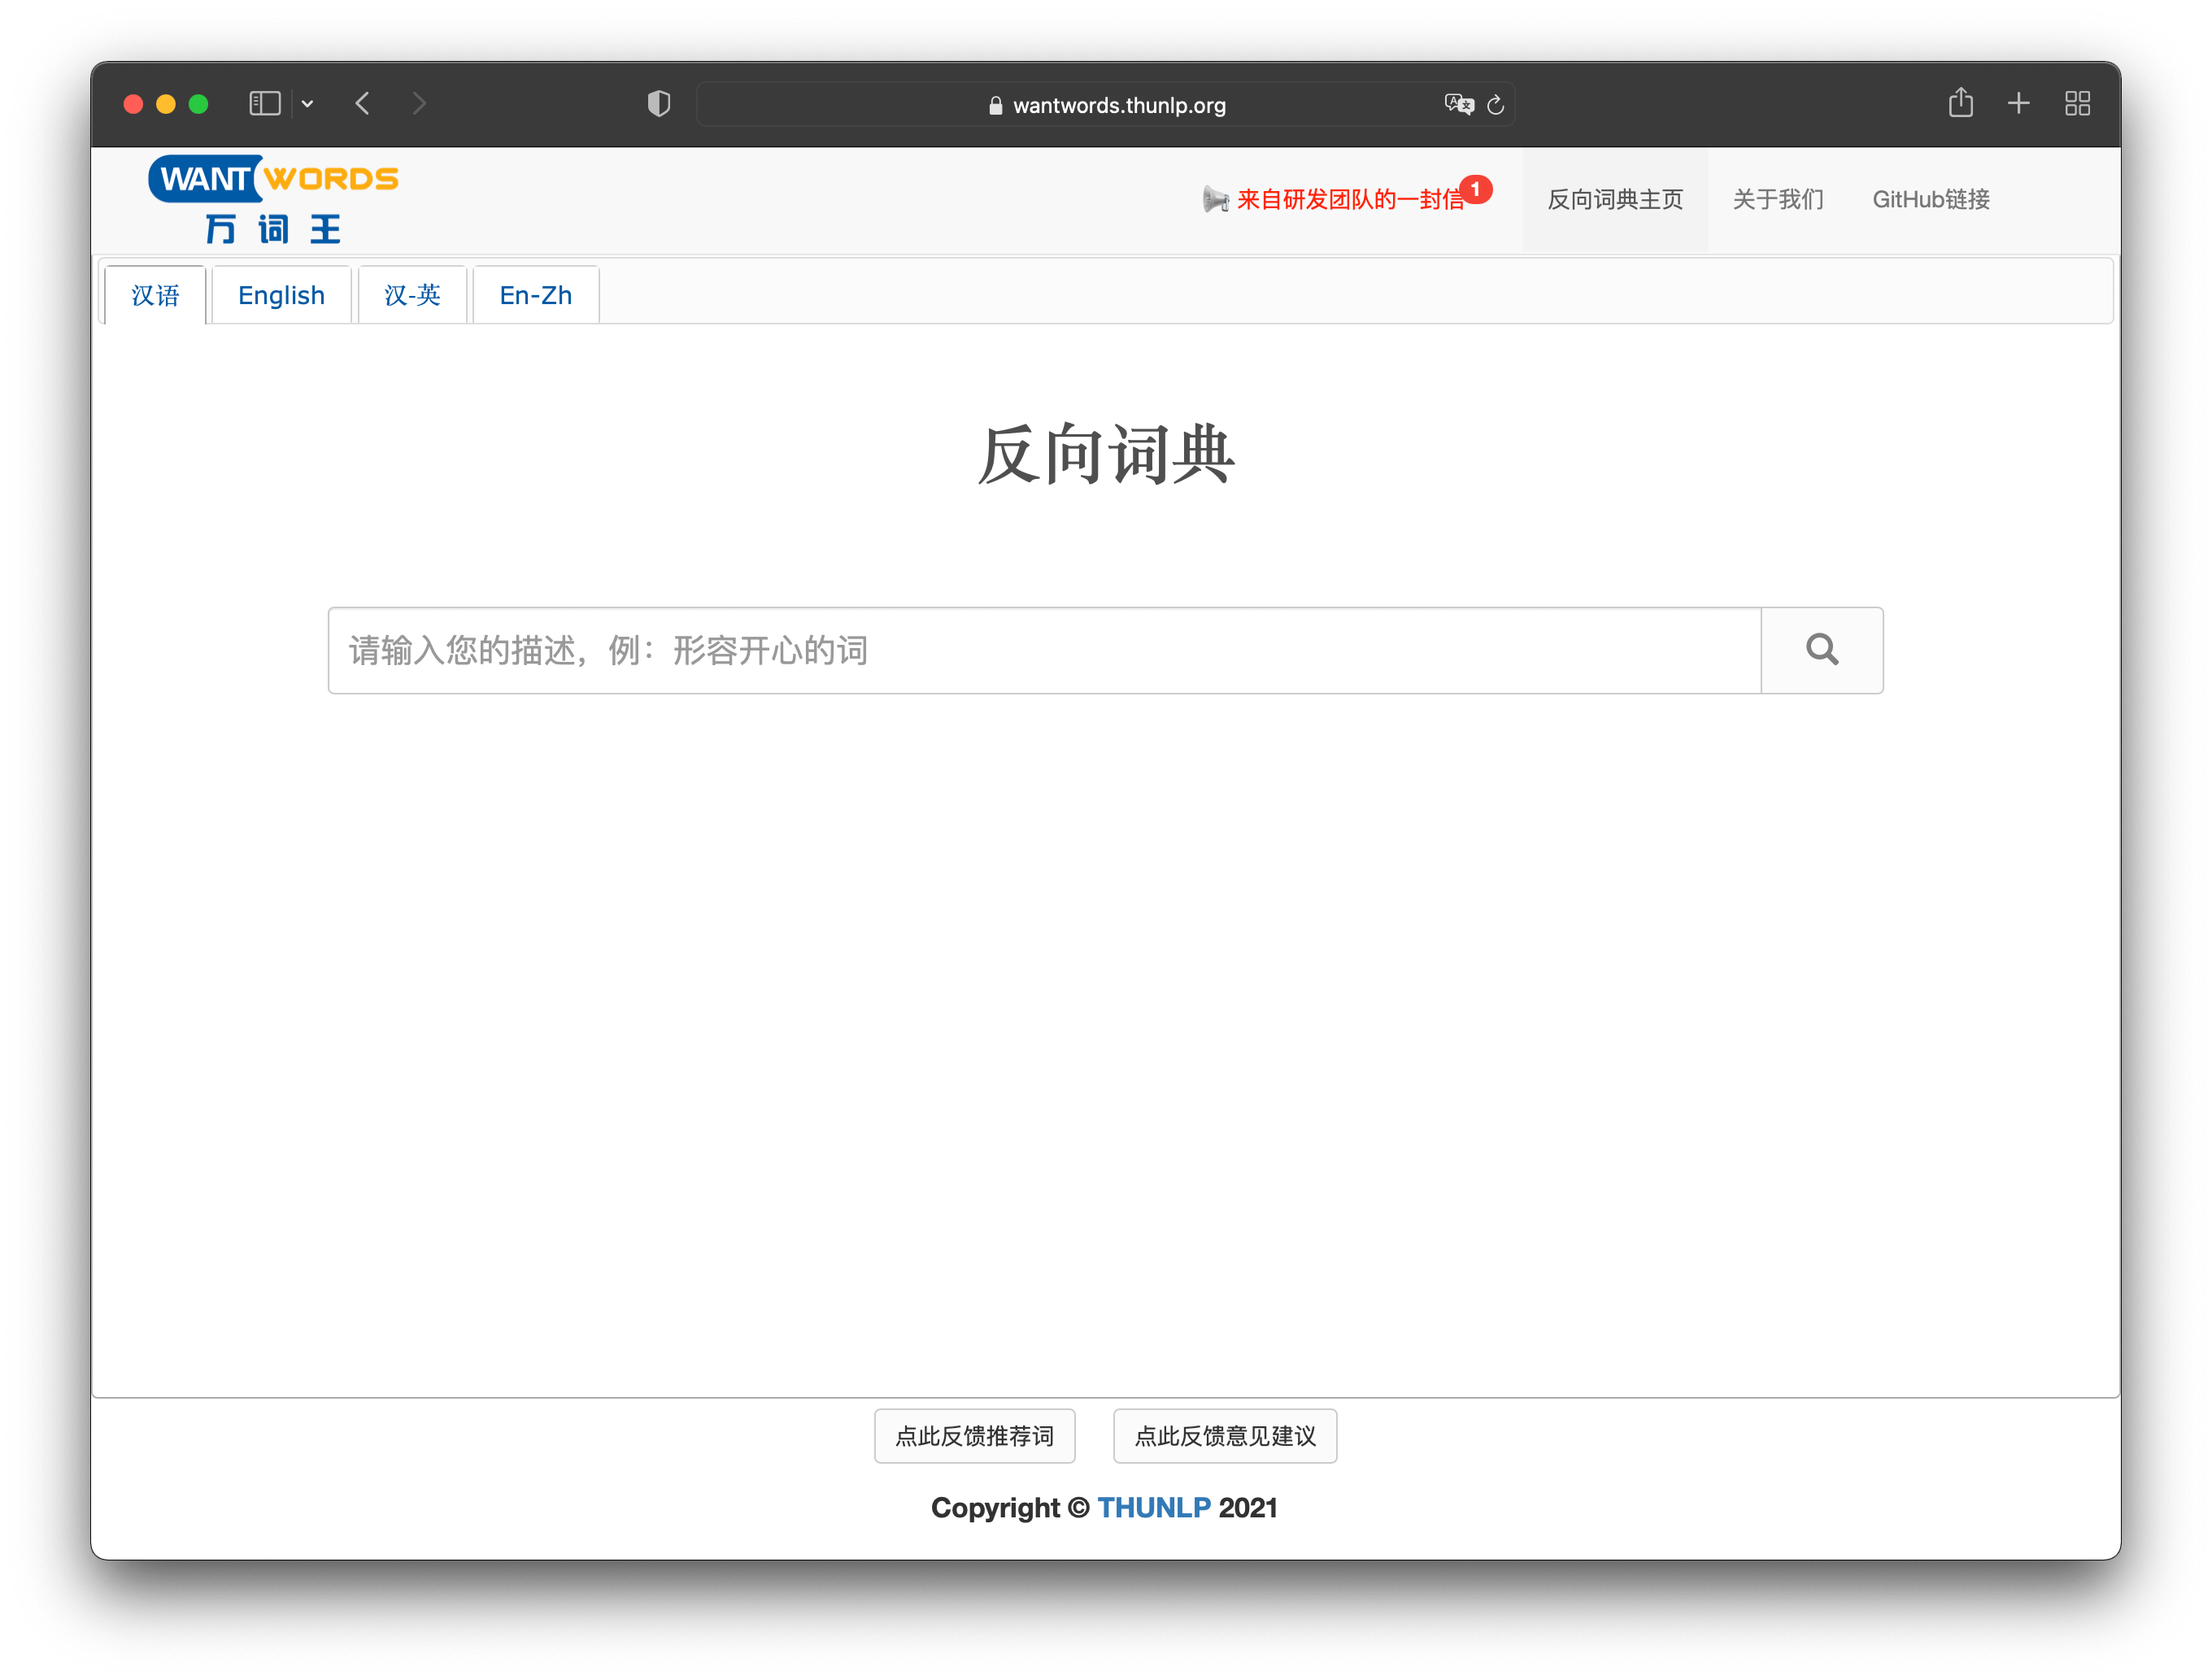 wantwords.thunlp.org
WANT WORDS
万词王
来自研发团队的一封信 1
反向词典主页
关于我们
GitHub链接
汉语
English
汉-英
En-Zh
反向词典
请输入您的描述，例：形容开心的词
点此反馈推荐词
点此反馈意见建议
Copyright © THUNLP 2021